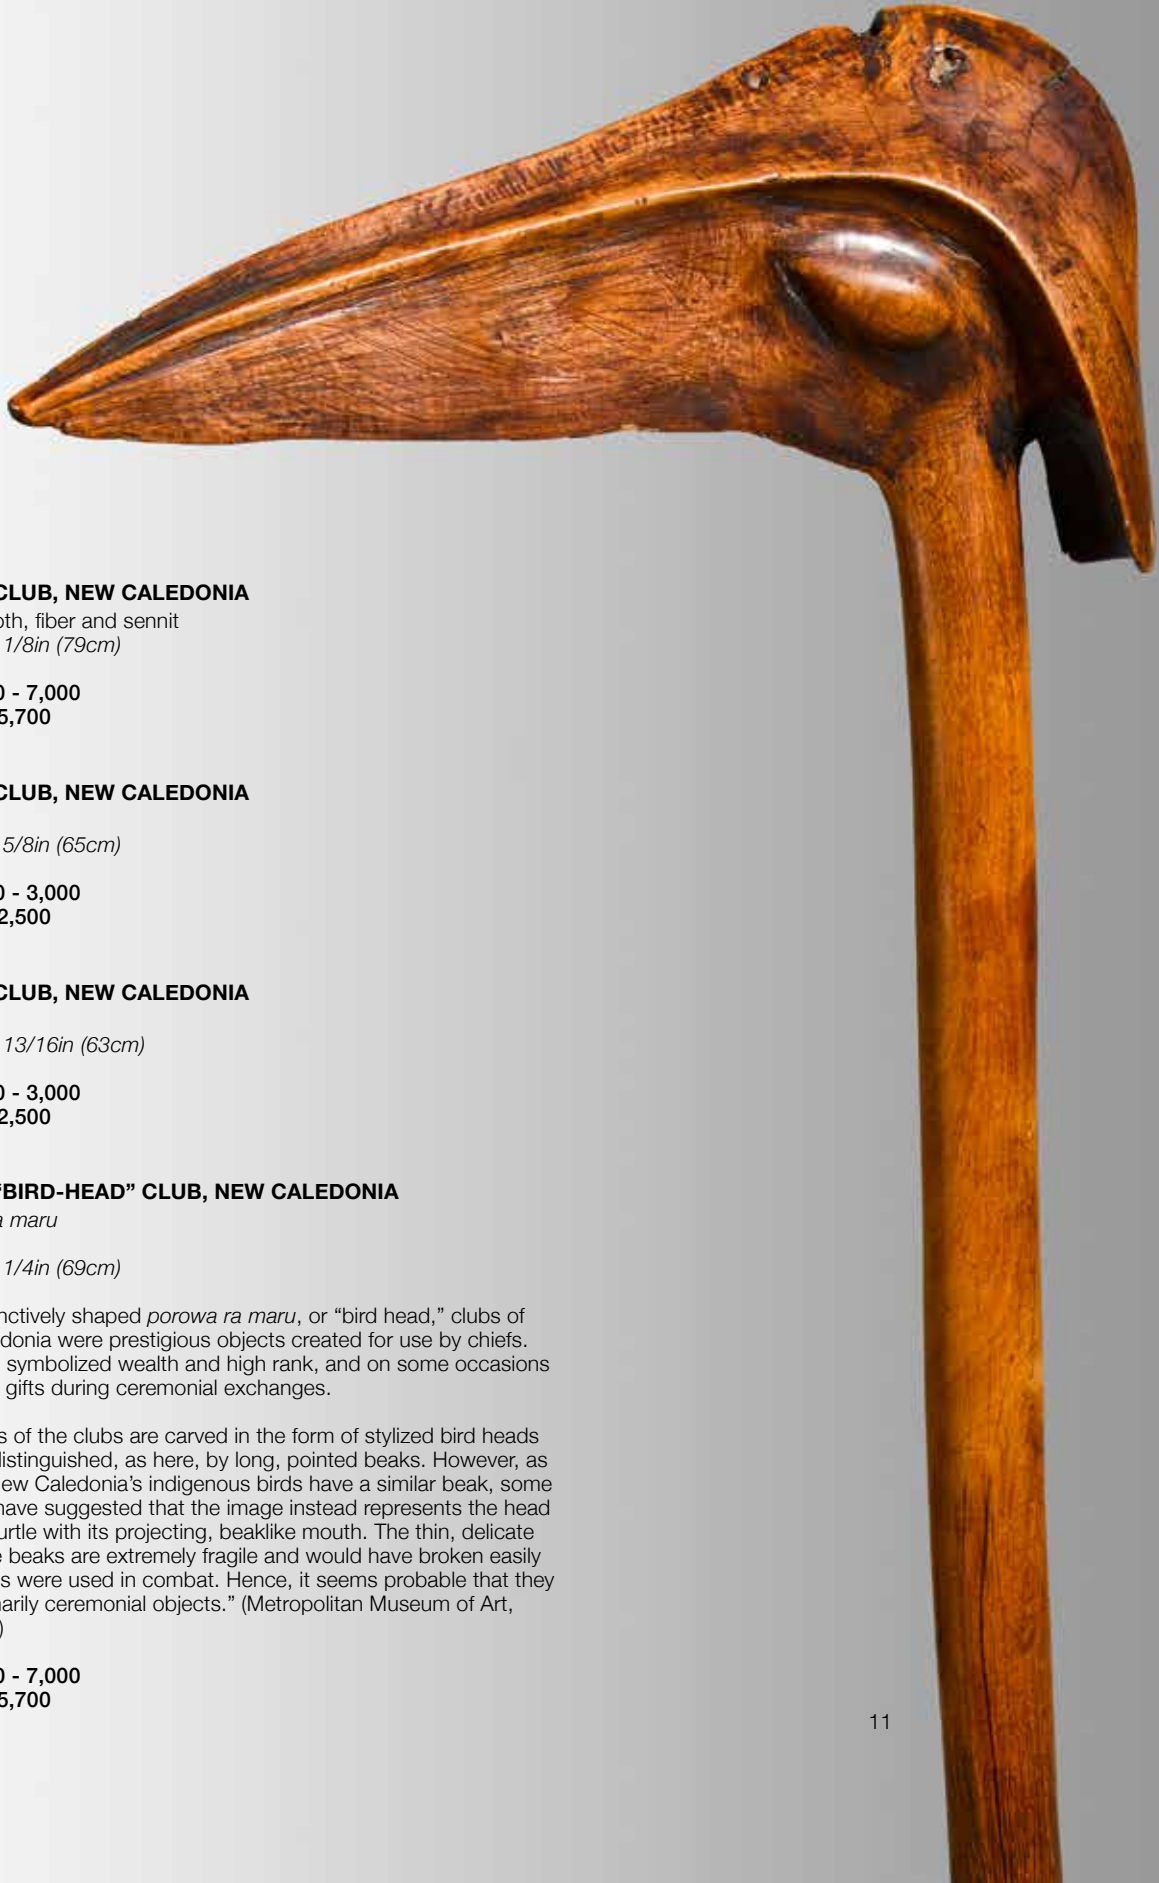 CLUB, NEW CALEDONIA
oth, fiber and sennit
1/8in (79cm)
0 - 7,000
5,700
CLUB, NEW CALEDONIA
5/8in (65cm)
0 - 3,000
2,500
CLUB, NEW CALEDONIA
13/16in (63cm)
0 - 3,000
2,500
“BIRD-HEAD” CLUB, NEW CALEDONIA
a maru
1/4in (69cm)
nctively shaped porowa ra maru, or “bird head,” clubs of
edonia were prestigious objects created for use by chiefs.
symbolized wealth and high rank, and on some occasions
gifts during ceremonial exchanges.
s of the clubs are carved in the form of stylized bird heads
distinguished, as here, by long, pointed beaks. However, as
ew Caledonia’s indigenous birds have a similar beak, some
have suggested that the image instead represents the head
urtle with its projecting, beaklike mouth. The thin, delicate
e beaks are extremely fragile and would have broken easily
s were used in combat. Hence, it seems probable that they
arily ceremonial objects.” (Metropolitan Museum of Art,
)
0 - 7,000
5,700
11